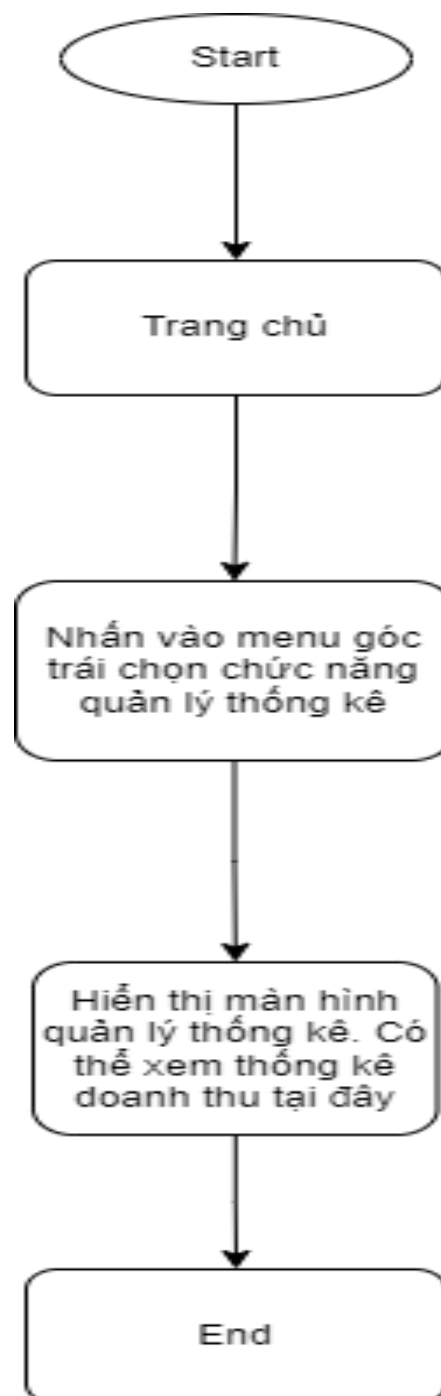 Start
Trang chủ
Nhấn vào menu góc
trái chọn chức năng
quản lý thống kê
Hiển thị màn hình
quản lý thống kê. Có
thể xem thống kê
doanh thu tại đây
End